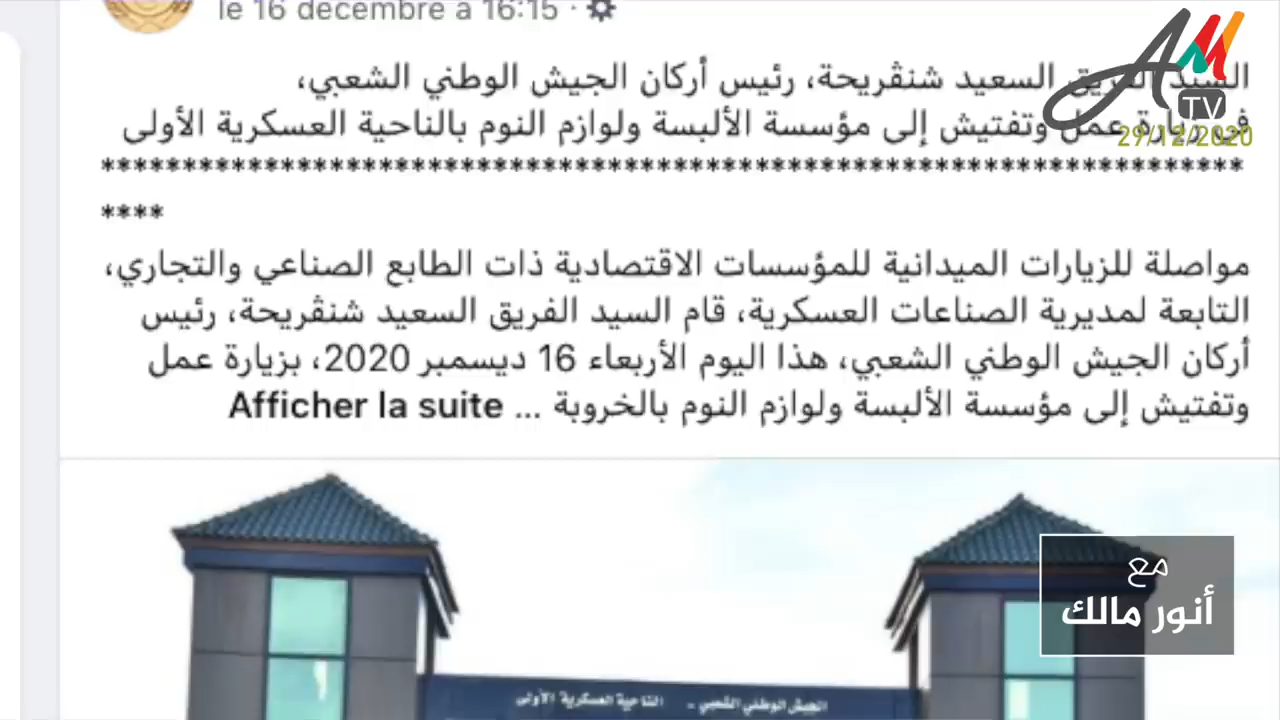 le 16 décembre à 16:15 ·
السيد الفريق السعيد شنڤريحة، رئيس أركان الجيش الوطني الشعبي،
في زيارة عمل وتفتيش إلى مؤسسة الألبسة ولوازم النوم بالناحية العسكرية الأولى
***********************************************************************
****
مواصلة للزيارات الميدانية للمؤسسات الاقتصادية ذات الطابع الصناعي والتجاري،
التابعة لمديرية الصناعات العسكرية، قام السيد الفريق السعيد شنڤريحة، رئيس
أركان الجيش الوطني الشعبي، هذا اليوم الأربعاء 16 ديسمبر 2020، بزيارة عمل
وتفتيش إلى مؤسسة الألبسة ولوازم النوم بالخروبة ... Afficher la suite
AM
TV
29/12/2020
مع
أنور مالك
الجيش الوطني الشعبي - الناحية العسكرية الأولى